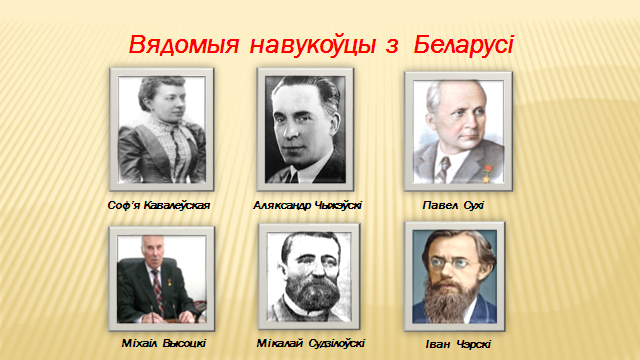 Вядомыя навукоўцы з Беларусі
Соф'я Кавалеўская
Аляксандр Чыжэўскі
Павел Сухі
Міхаіл Высоцкі
Мікалай Судзілоўскі
Іван Чэрскі